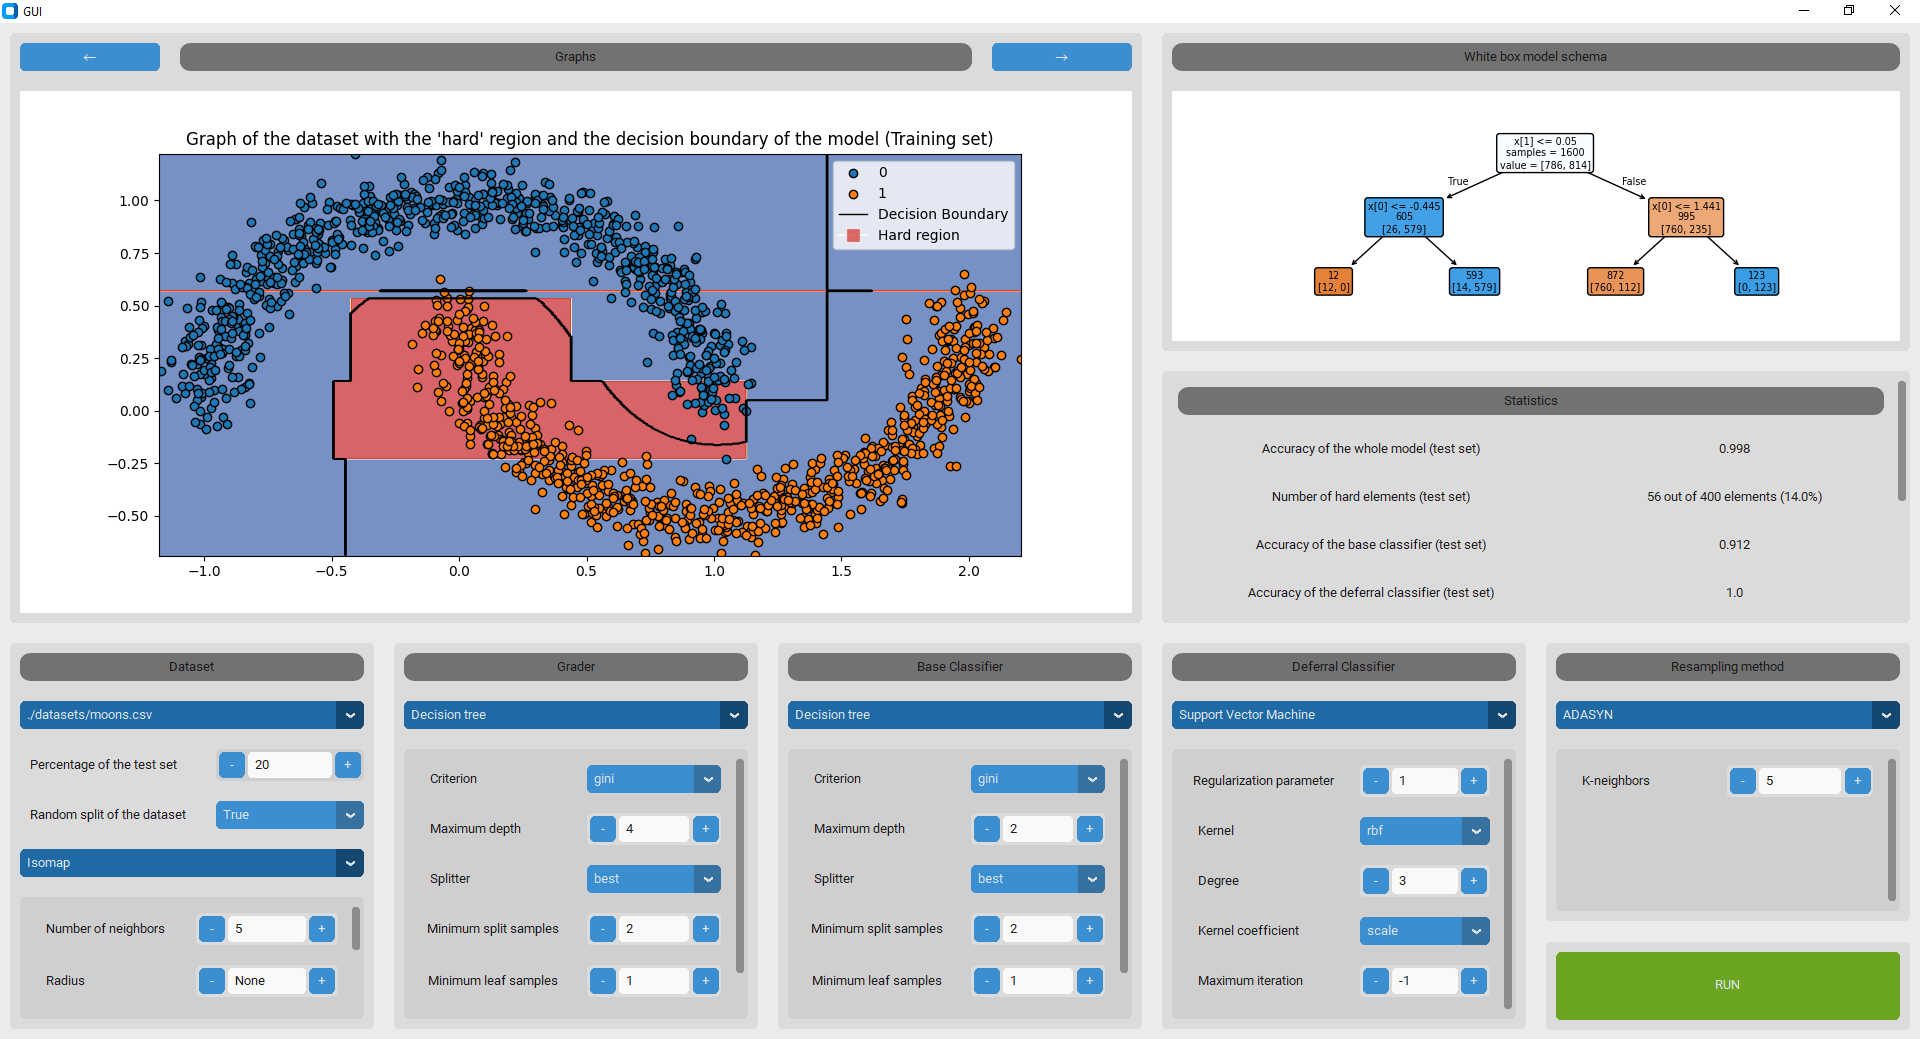 GUI
←
Graphs
→
Graph of the dataset with the 'hard' region and the decision boundary of the model (Training set)
0
1
Decision Boundary
Hard region
1.00
0.75
0.50
0.25
0.00
−0.25
−0.50
−1.0 −0.5 0.0 0.5 1.0 1.5 2.0
White box model schema
x[1] <= 0.05
samples = 1600
value = [786, 814]
True
False
x[0] <= -0.445
605
[26, 579]
x[0] <= 1.441
995
[760, 235]
12
[12, 0]
593
[14, 579]
872
[760, 112]
123
[0, 123]
Statistics
Accuracy of the whole model (test set) 0.998
Number of hard elements (test set) 56 out of 400 elements (14.0%)
Accuracy of the base classifier (test set) 0.912
Accuracy of the deferral classifier (test set) 1.0
Dataset
./datasets/moons.csv
Percentage of the test set - 20 +
Random split of the dataset True
Isomap
Number of neighbors - 5 +
Radius - None +
Grader
Decision tree
Criterion gini
Maximum depth - 4 +
Splitter best
Minimum split samples - 2 +
Minimum leaf samples - 1 +
Base Classifier
Decision tree
Criterion gini
Maximum depth - 2 +
Splitter best
Minimum split samples - 2 +
Minimum leaf samples - 1 +
Deferral Classifier
Support Vector Machine
Regularization parameter - 1 +
Kernel rbf
Degree - 3 +
Kernel coefficient scale
Maximum iteration - -1 +
Resampling method
ADASYN
K-neighbors - 5 +
RUN